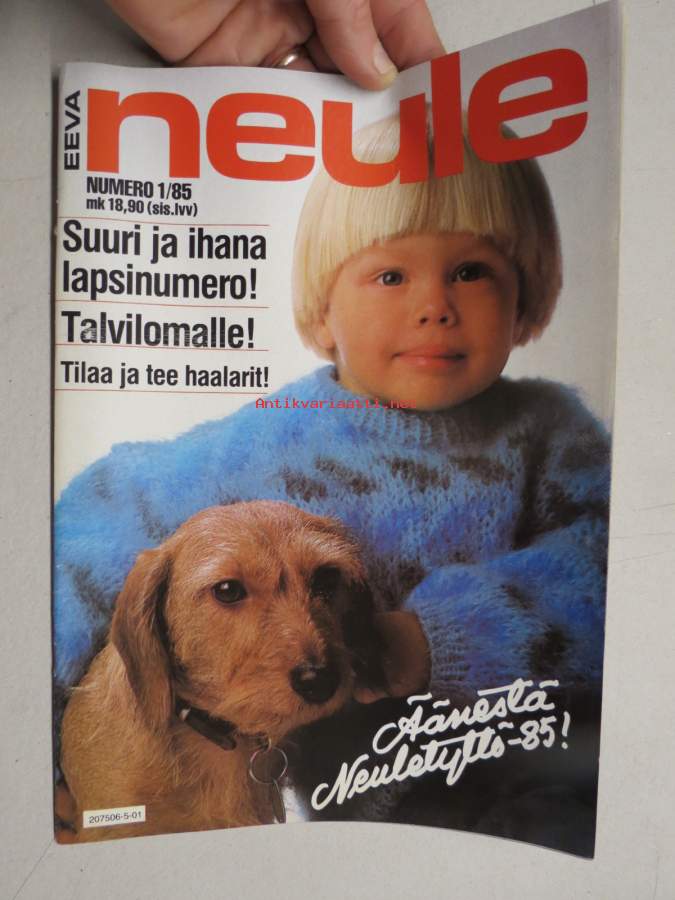 EEVA
neule
NUMERO 1/85
mk 18,90 (sis.lvv)
Suuri ja ihana
lapsinumero!
Talvilomalle!
Tilaa ja tee haalarit!
Antikvariaatti.net
Äänestä
Neuletyttö-85!
207506-5-01